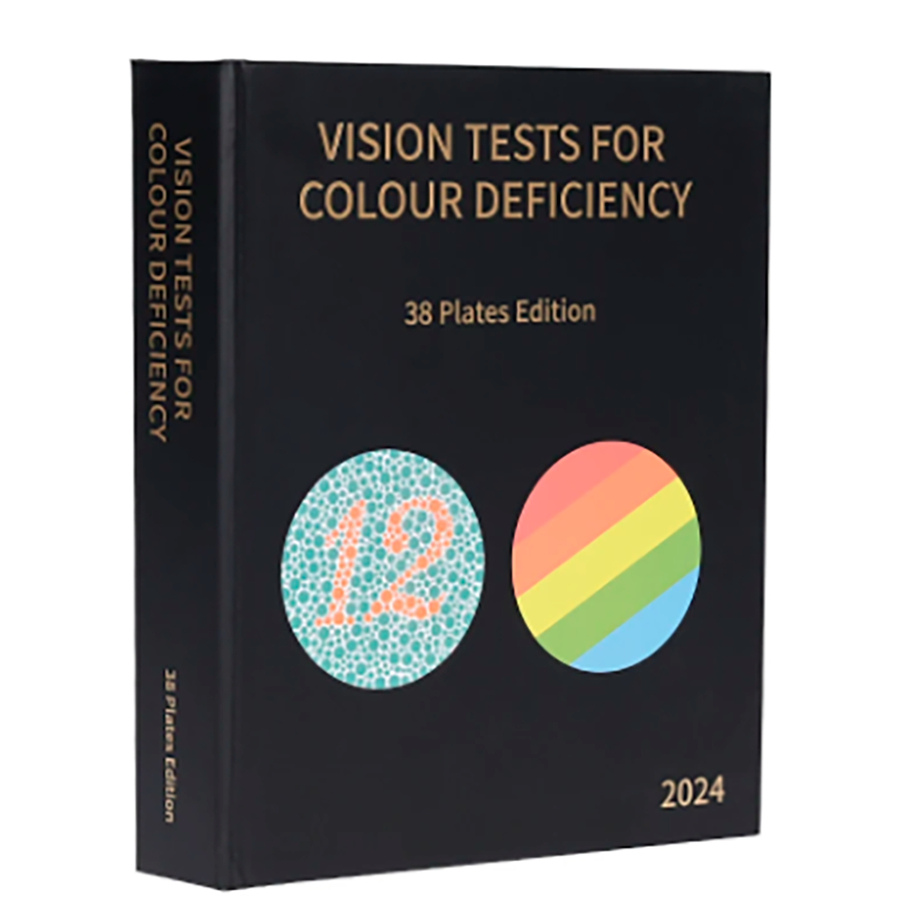 VISION TESTS FOR
COLOUR DEFICIENCY
38 Plates Edition
VISION TESTS FOR
COLOUR DEFICIENCY
38 Plates Edition
12
2024